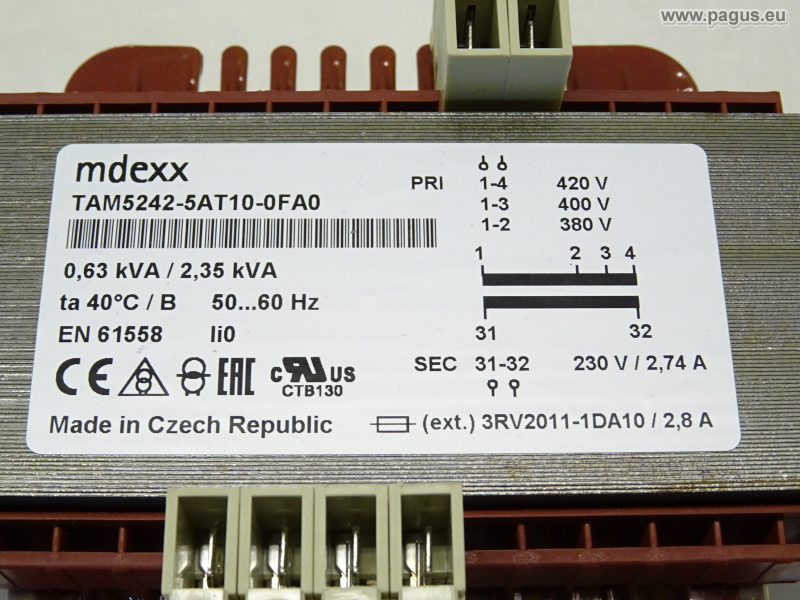 www.pagus.eu
mdexx
TAM5242-5AT10-0FA0
0,63 kVA / 2,35 kVA
ta 40°C / B 50...60 Hz
EN 61558 Ii0
CE EAC c RU US
CTB130
Made in Czech Republic
PRI 1-4 420 V
1-3 400 V
1-2 380 V
1 2 3 4
31 32
SEC 31-32 230 V / 2,74 A
(ext.) 3RV2011-1DA10 / 2,8 A